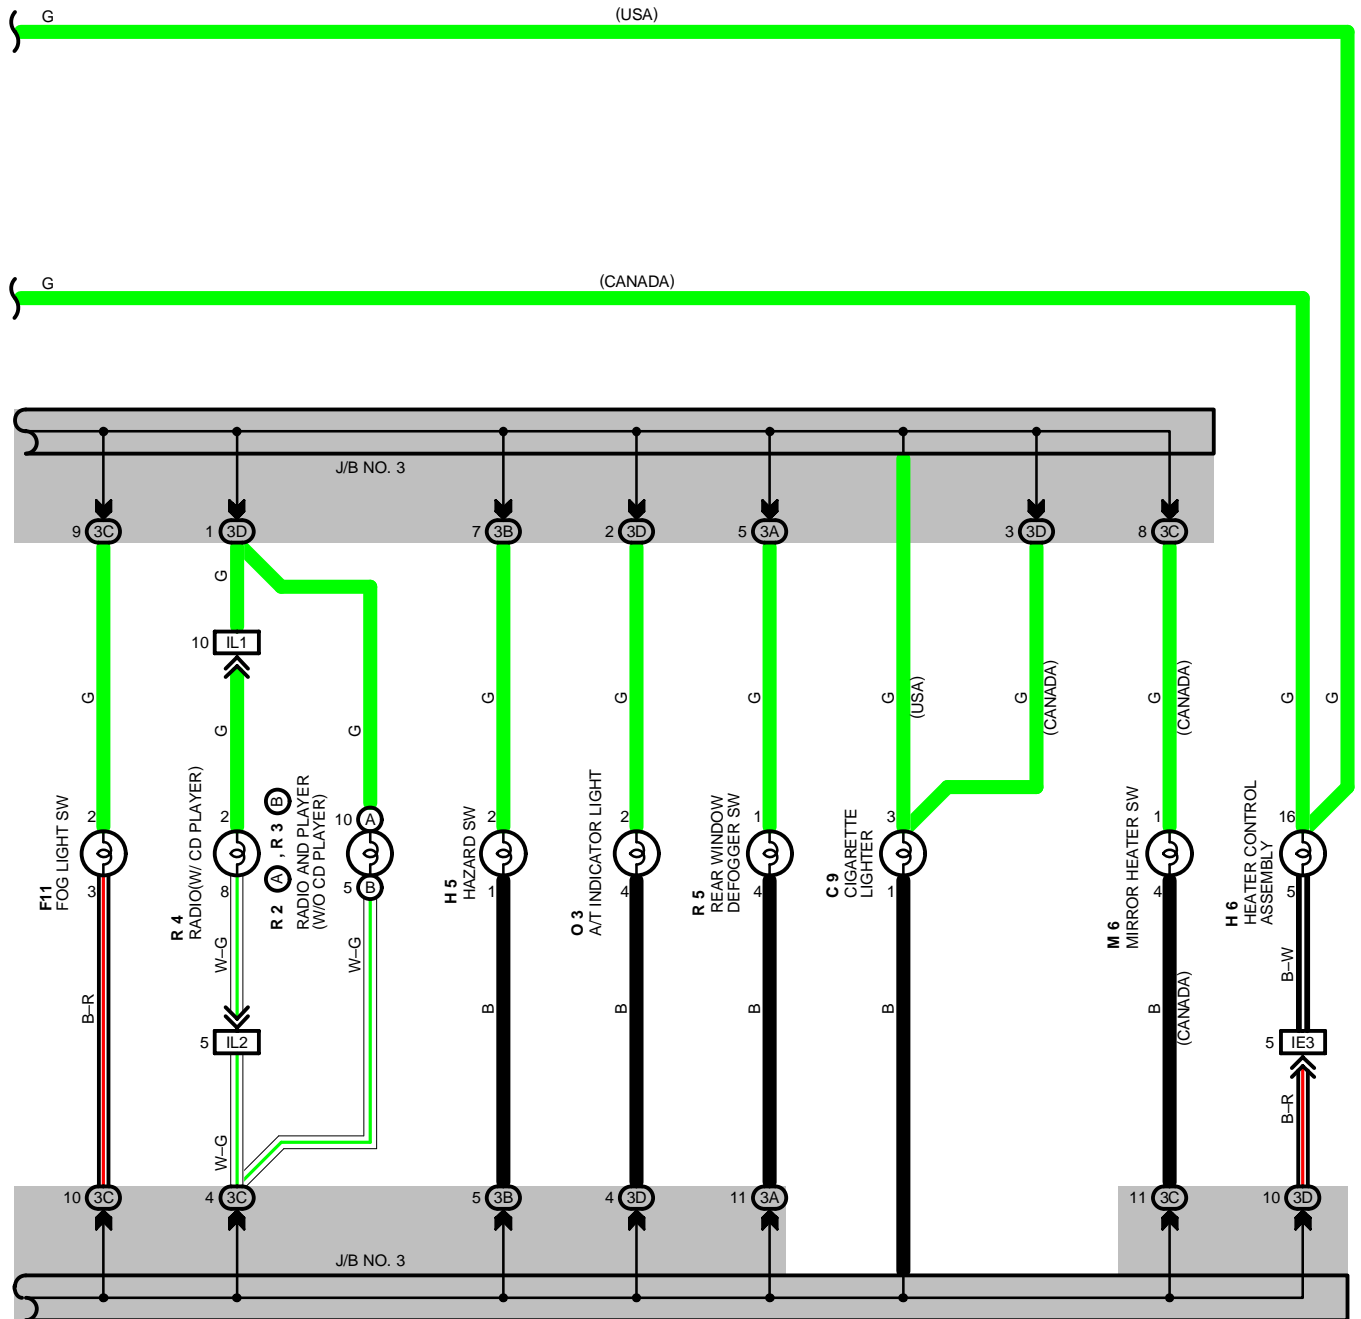 G (USA)
G (CANADA)
J/B NO. 3
9 3C 1 3D 7 3B 2 3D 5 3A 3 3D 8 3C
G
10 IL1
G G G G G G G (USA) G (CANADA) G (CANADA) G G
2 2 10 A 2 2 1 3 1 16
F11
FOG LIGHT SW
R 4
RADIO(W/ CD PLAYER)
R 2 A , R 3 B
RADIO AND PLAYER
(W/O CD PLAYER)
H 5
HAZARD SW
O 3
A/T INDICATOR LIGHT
R 5
REAR WINDOW
DEFOGGER SW
C 9
CIGARETTE
LIGHTER
M 6
MIRROR HEATER SW
H 6
HEATER CONTROL
ASSEMBLY
3 8 5 B 1 4 4 1 4 5
W–G W–G B–W
B–R B B B B B (CANADA)
5 IL2 5 IE3
W–G B–R
10 3C 4 3C 5 3B 4 3D 11 3A 11 3C 10 3D
J/B NO. 3